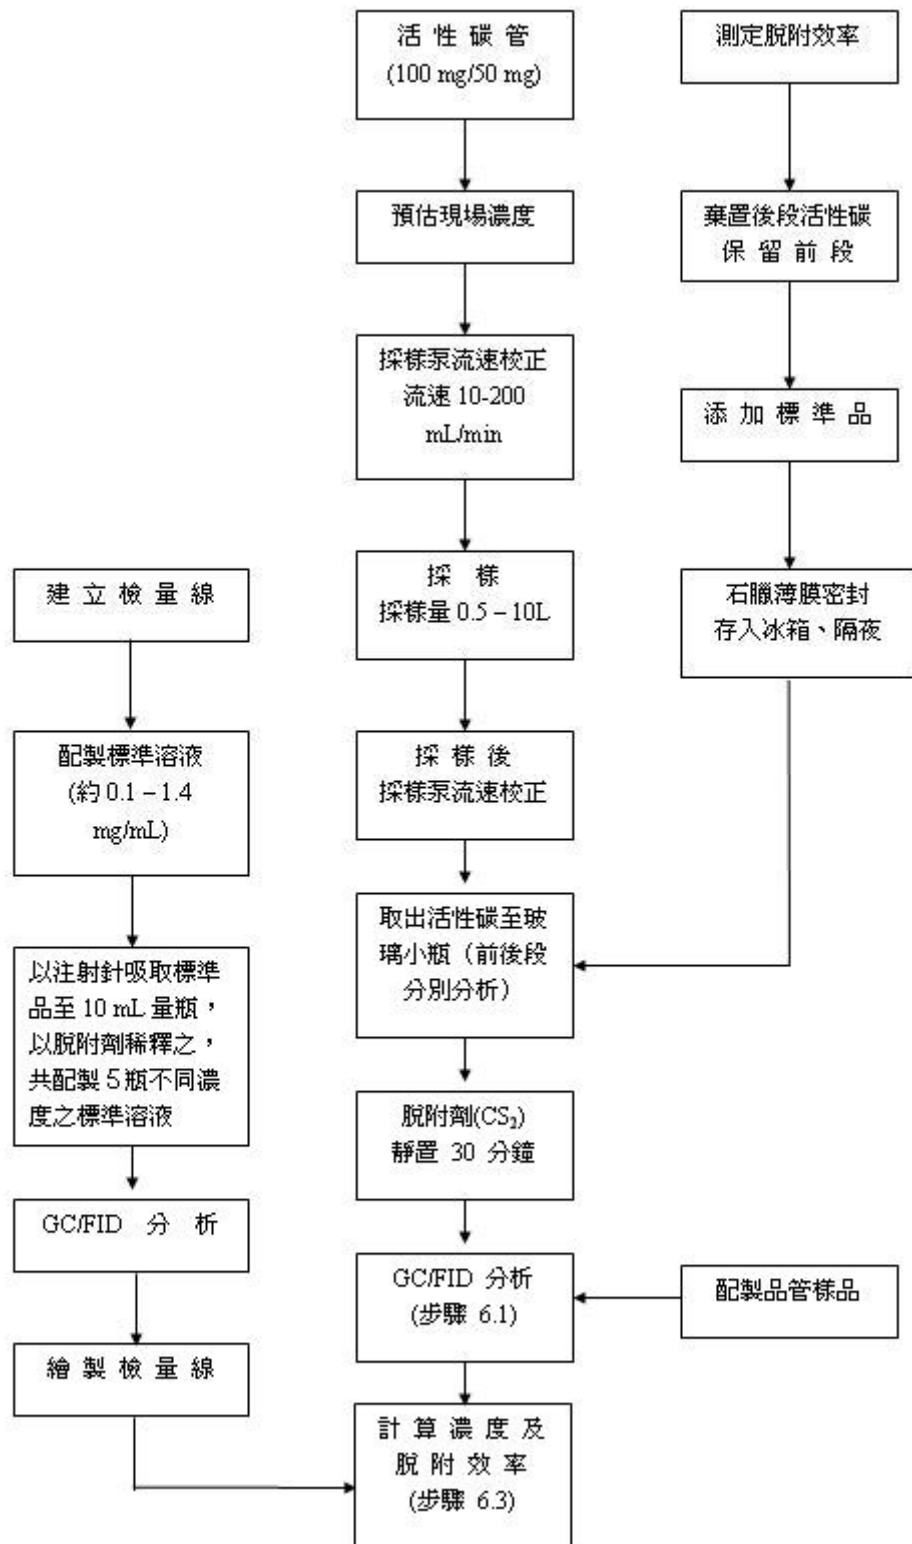 活 性 碳 管
(100 mg/50 mg)
預估現場濃度
採樣泵流速校正
流速 10-200
mL/min
採 樣
採樣量 0.5 – 10L
採 樣 後
採樣泵流速校正
取出活性碳至玻
璃小瓶（前後段
分別分析）
脫附劑(CS₂)
靜置 30 分鐘
GC/FID 分析
(步驟 6.1)
計 算 濃 度 及
脫 附 效 率
(步驟 6.3)
測定脫附效率
棄置後段活性碳
保 留 前 段
添 加 標 準 品
石臘薄膜密封
存入冰箱、隔夜
配製品管樣品
建 立 檢 量 線
配製標準溶液
(約 0.1 – 1.4
mg/mL)
以注射針吸取標準
品至 10 mL 量瓶，
以脫附劑稀釋之，
共配製５瓶不同濃
度之標準溶液
GC/FID 分 析
繪 製 檢 量 線